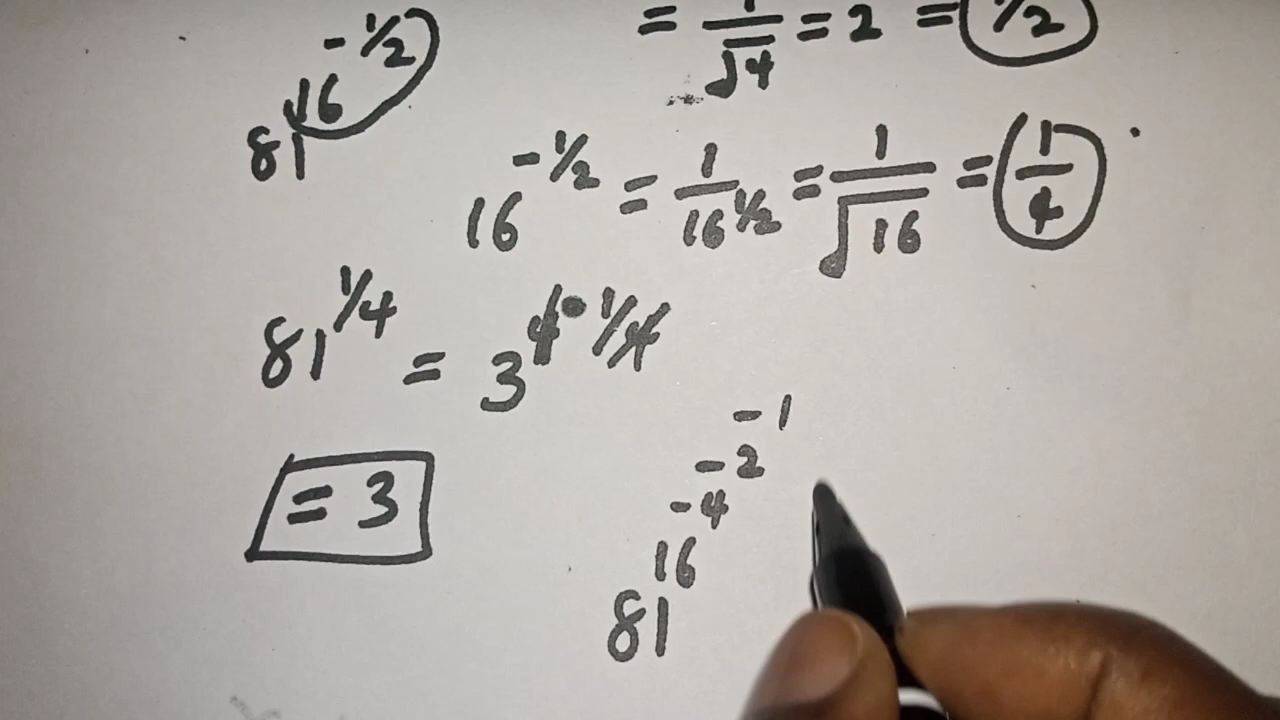 = 1/√4 = 2 = 1/2
81^16^-1/2
16^-1/2 = 1/16^1/2 = 1/√16 = 1/4
81^1/4 = 3^4•1/4
= 3
81^16^-4^-2^-1